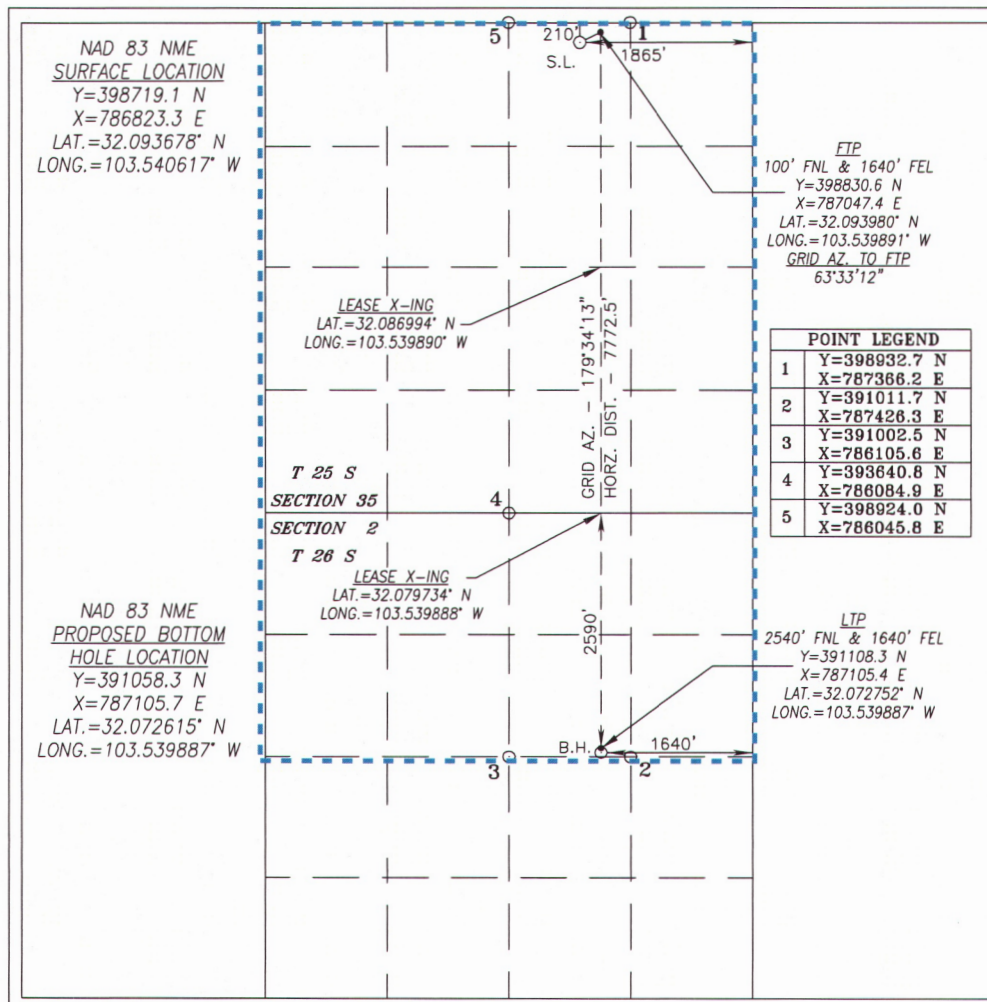 NAD 83 NME
SURFACE LOCATION
Y=398719.1 N
X=786823.3 E
LAT.=32.093678° N
LONG.=103.540617° W
5
210'
1
S.L.
1865'
FTP
100' FNL & 1640' FEL
Y=398830.6 N
X=787047.4 E
LAT.=32.093980° N
LONG.=103.539891° W
GRID AZ. TO FTP
63°33'12"
LEASE X-ING
LAT.=32.086994° N
LONG.=103.539890° W
GRID AZ. - 179°34'13"
HORZ. DIST. - 7772.5'
POINT LEGEND
1 Y=398932.7 N
X=787366.2 E
2 Y=391011.7 N
X=787426.3 E
3 Y=391002.5 N
X=786105.6 E
4 Y=393640.8 N
X=786084.9 E
5 Y=398924.0 N
X=786045.8 E
T 25 S
SECTION 35
4
SECTION 2
T 26 S
LEASE X-ING
LAT.=32.079734° N
LONG.=103.539888° W
2590'
NAD 83 NME
PROPOSED BOTTOM
HOLE LOCATION
Y=391058.3 N
X=787105.7 E
LAT.=32.072615° N
LONG.=103.539887° W
LTP
2540' FNL & 1640' FEL
Y=391108.3 N
X=787105.4 E
LAT.=32.072752° N
LONG.=103.539887° W
B.H.
1640'
3
2